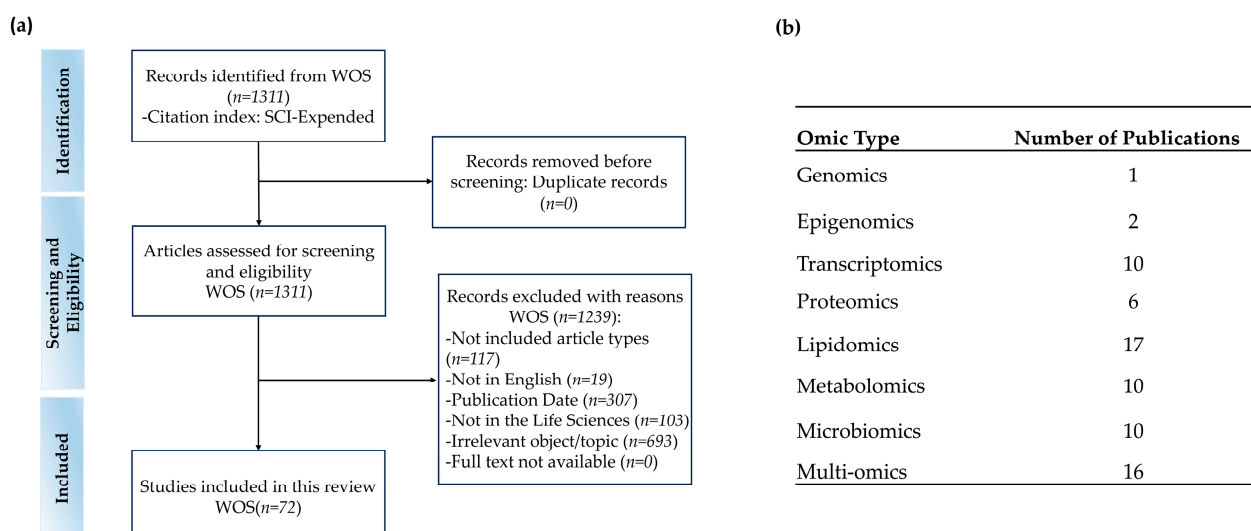 (a)
Identification
Records identified from WOS
(n=1311)
-Citation index: SCI-Expended
Records removed before
screening: Duplicate records
(n=0)
Screening and
Eligibility
Articles assessed for screening
and eligibility
WOS (n=1311)
Records excluded with reasons
WOS (n=1239):
-Not included article types
(n=117)
-Not in English (n=19)
-Publication Date (n=307)
-Not in the Life Sciences (n=103)
-Irrelevant object/topic (n=693)
-Full text not available (n=0)
Included
Studies included in this review
WOS(n=72)
(b)
Omic Type Number of Publications
Genomics 1
Epigenomics 2
Transcriptomics 10
Proteomics 6
Lipidomics 17
Metabolomics 10
Microbiomics 10
Multi-omics 16